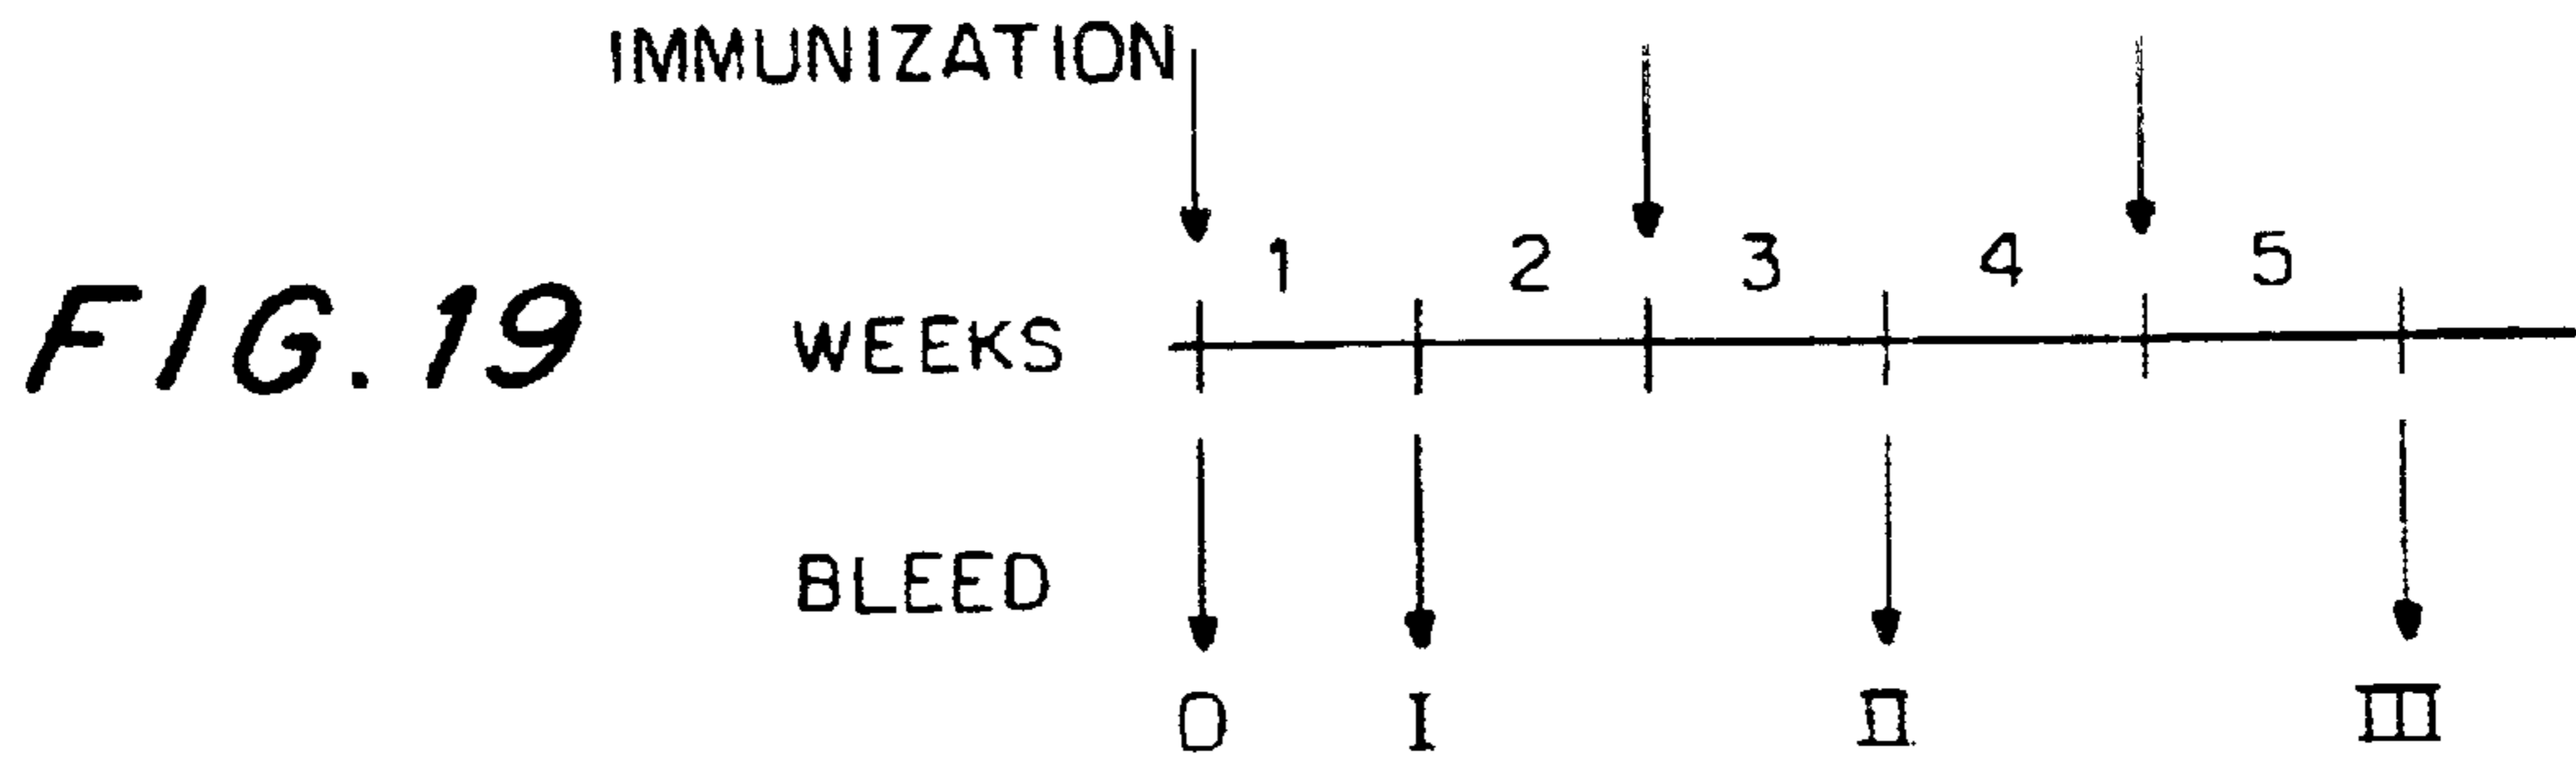 IMMUNIZATION
1 2 3 4 5
FIG. 19
WEEKS
BLEED
0 I II III